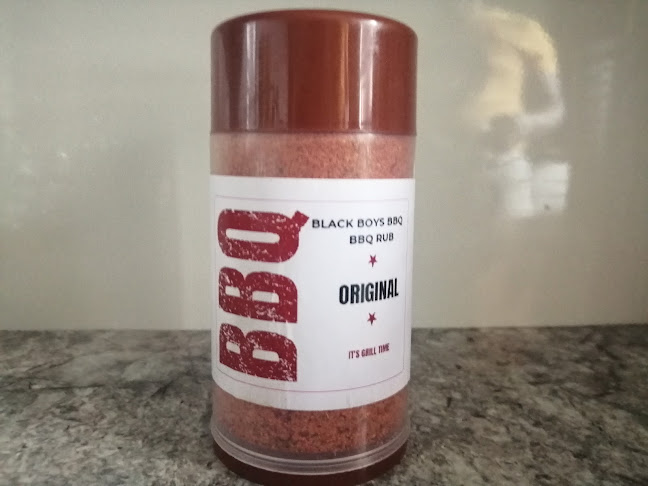 BBQ
BLACK BOYS BBQ
BBQ RUB
ORIGINAL
IT'S GRILL TIME